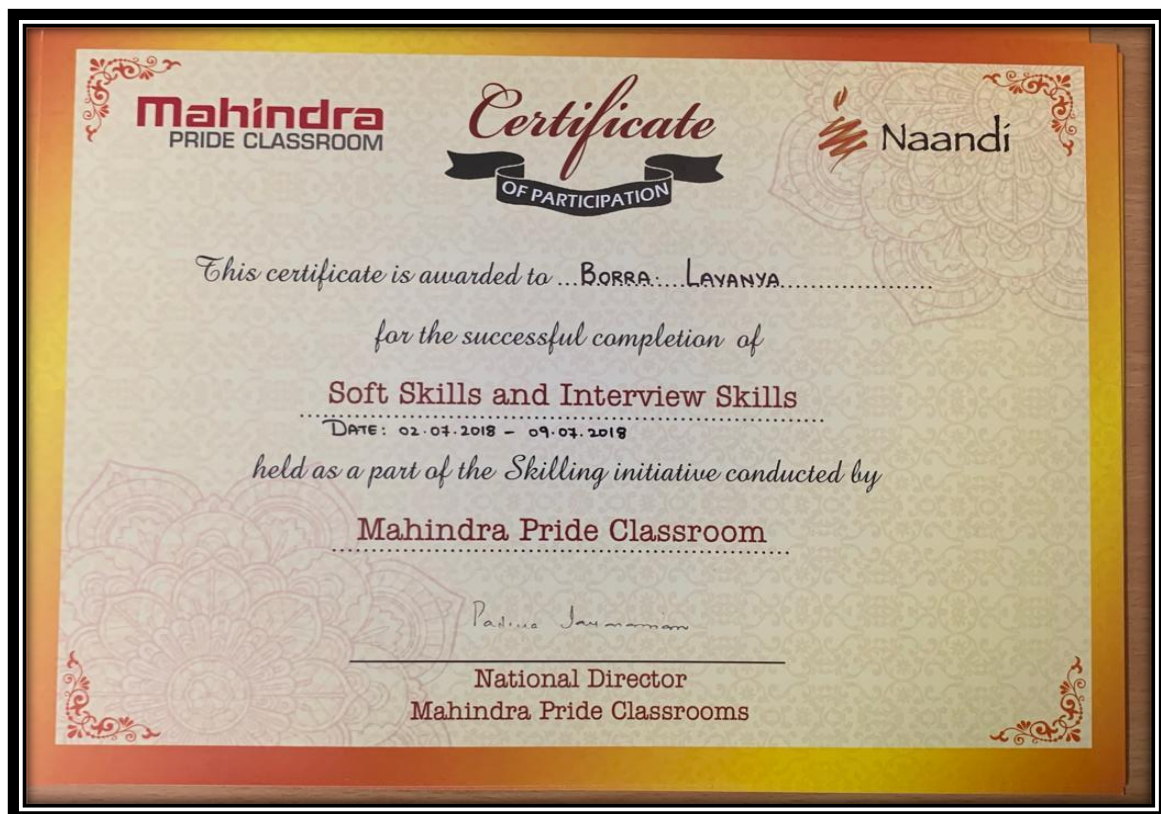 Mahindra
PRIDE CLASSROOM
Certificate
OF PARTICIPATION
Naandi
This certificate is awarded to ...BORRA.....LAVANYA......................
for the successful completion of
Soft Skills and Interview Skills
DATE: 02.07.2018 - 09.07.2018
held as a part of the Skilling initiative conducted by
Mahindra Pride Classroom
National Director
Mahindra Pride Classrooms